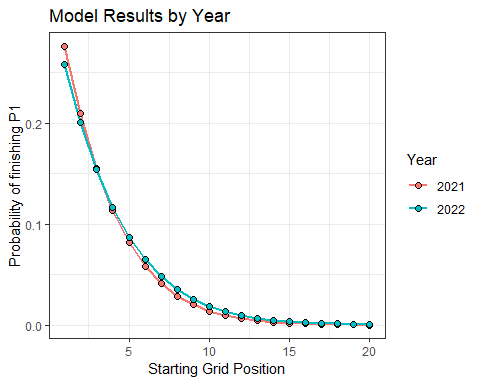 Model Results by Year
Probability of finishing P1
0.2
0.1
0.0
5
10
15
20
Starting Grid Position
Year
2021
2022